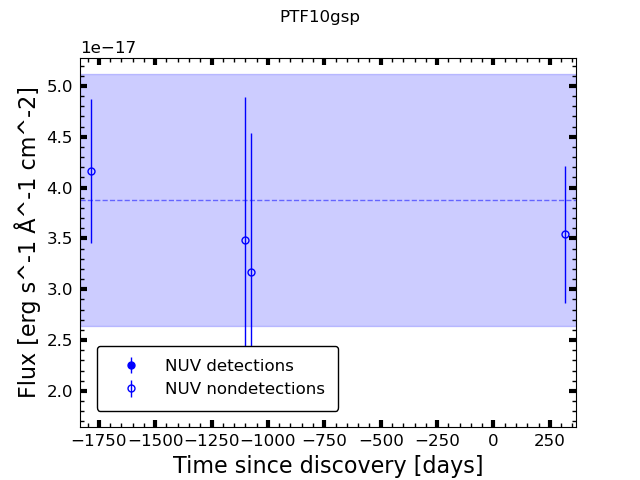 PTF10gsp
1e−17
5.0
4.5
4.0
3.5
3.0
2.5
2.0
Flux [erg s^-1 Å^-1 cm^-2]
NUV detections
NUV nondetections
−1750 −1500 −1250 −1000 −750 −500 −250 0 250
Time since discovery [days]